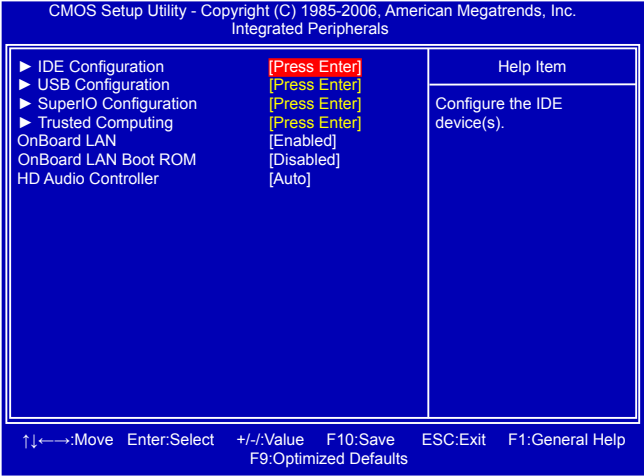 CMOS Setup Utility - Copyright (C) 1985-2006, American Megatrends, Inc.
Integrated Peripherals
► IDE Configuration [Press Enter]
► USB Configuration [Press Enter]
► SuperIO Configuration [Press Enter]
► Trusted Computing [Press Enter]
OnBoard LAN [Enabled]
OnBoard LAN Boot ROM [Disabled]
HD Audio Controller [Auto]
Help Item
Configure the IDE
device(s).
↑↓←→:Move Enter:Select +/-/:Value F10:Save ESC:Exit F1:General Help
F9:Optimized Defaults